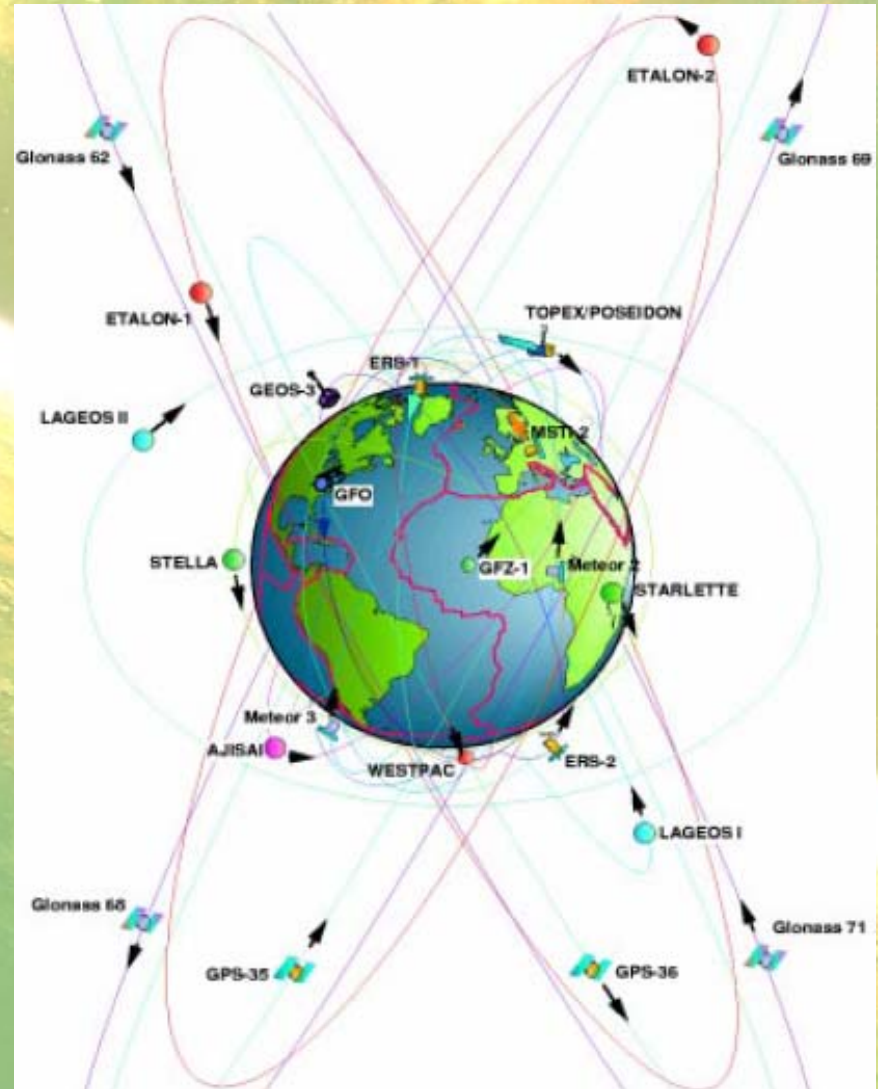 ETALON-2
Glonass 62
Glonass 69
ETALON-1
TOPEX/POSEIDON
ERS-1
GEOS-3
LAGEOS II
MSTI-2
GFO
STELLA
GFZ-1
Meteor 2
STARLETTE
Meteor 3
AJISAI
WESTPAC
ERS-2
LAGEOS I
Glonass 68
Glonass 71
GPS-35
GPS-36